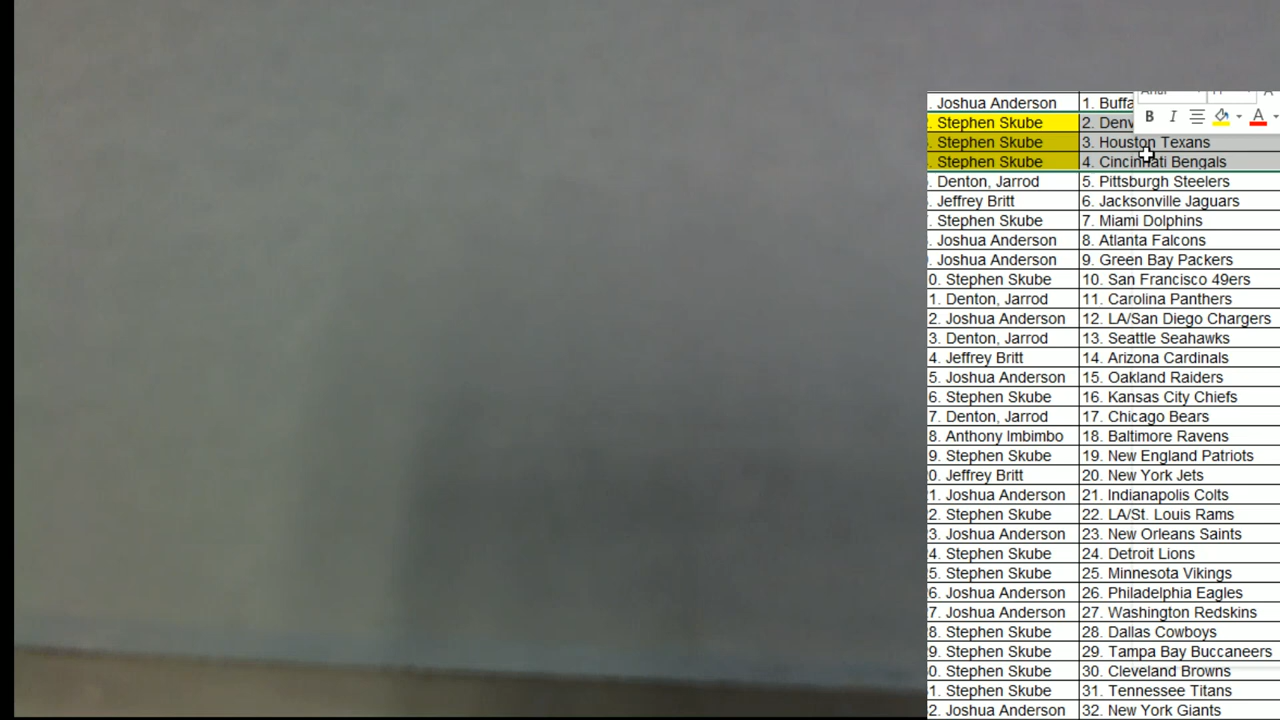 . Joshua Anderson 1. Buffa
. Stephen Skube 2. Denv
. Stephen Skube 3. Houston Texans
. Stephen Skube 4. Cincinnati Bengals
. Denton, Jarrod 5. Pittsburgh Steelers
. Jeffrey Britt 6. Jacksonville Jaguars
. Stephen Skube 7. Miami Dolphins
. Joshua Anderson 8. Atlanta Falcons
. Joshua Anderson 9. Green Bay Packers
0. Stephen Skube 10. San Francisco 49ers
1. Denton, Jarrod 11. Carolina Panthers
2. Joshua Anderson 12. LA/San Diego Chargers
3. Denton, Jarrod 13. Seattle Seahawks
4. Jeffrey Britt 14. Arizona Cardinals
5. Joshua Anderson 15. Oakland Raiders
6. Stephen Skube 16. Kansas City Chiefs
7. Denton, Jarrod 17. Chicago Bears
8. Anthony Imbimbo 18. Baltimore Ravens
9. Stephen Skube 19. New England Patriots
0. Jeffrey Britt 20. New York Jets
1. Joshua Anderson 21. Indianapolis Colts
2. Stephen Skube 22. LA/St. Louis Rams
3. Joshua Anderson 23. New Orleans Saints
4. Stephen Skube 24. Detroit Lions
5. Stephen Skube 25. Minnesota Vikings
6. Joshua Anderson 26. Philadelphia Eagles
7. Joshua Anderson 27. Washington Redskins
8. Stephen Skube 28. Dallas Cowboys
9. Stephen Skube 29. Tampa Bay Buccaneers
0. Stephen Skube 30. Cleveland Browns
1. Stephen Skube 31. Tennessee Titans
2. Joshua Anderson 32. New York Giants
B I A